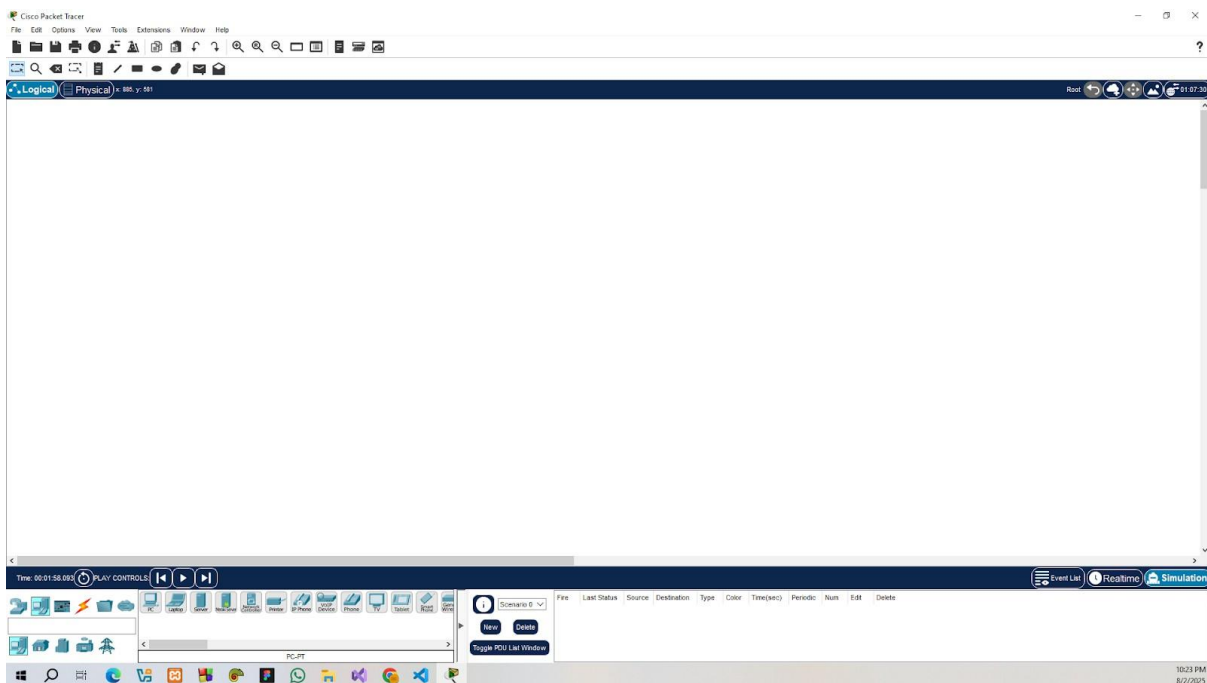 Cisco Packet Tracer
File Edit Options View Tools Extensions Window Help
?
Logical Physical x: 885, y: 581 Root 01:07:30
Time: 00:01:58.093 PLAY CONTROLS: Event List Realtime Simulation
PC Laptop Server Printer IP Phone VoIP Device Phone TV Tablet Smart
Scenario 0
New Delete
Toggle PDU List Window
Fire Last Status Source Destination Type Color Time(sec) Periodic Num Edit Delete
PC-PT
10:23 PM
8/2/2025